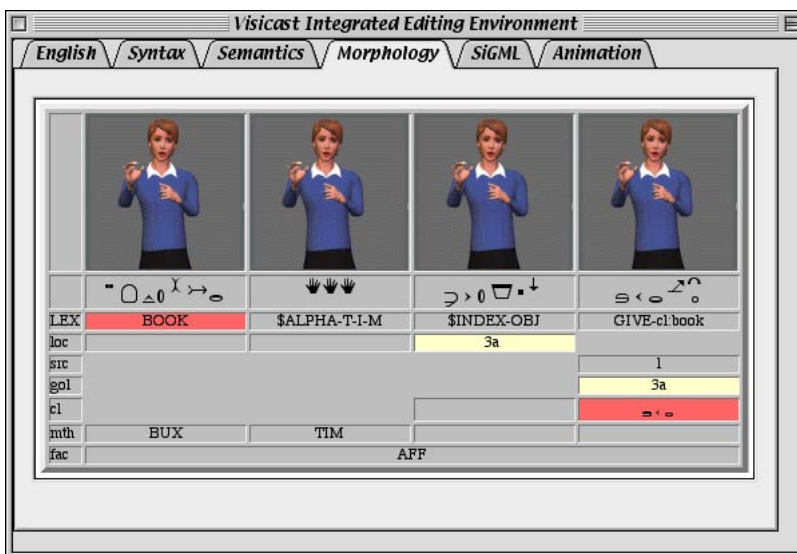 Visicast Integrated Editing Environment
English Syntax Semantics Morphology SiGML Animation
LEX BOOK $ALPHA-T-I-M $INDEX-OBJ GIVE-cl:book
loc 3a
src 1
gol 3a
cl
mth BUX TIM
fac AFF